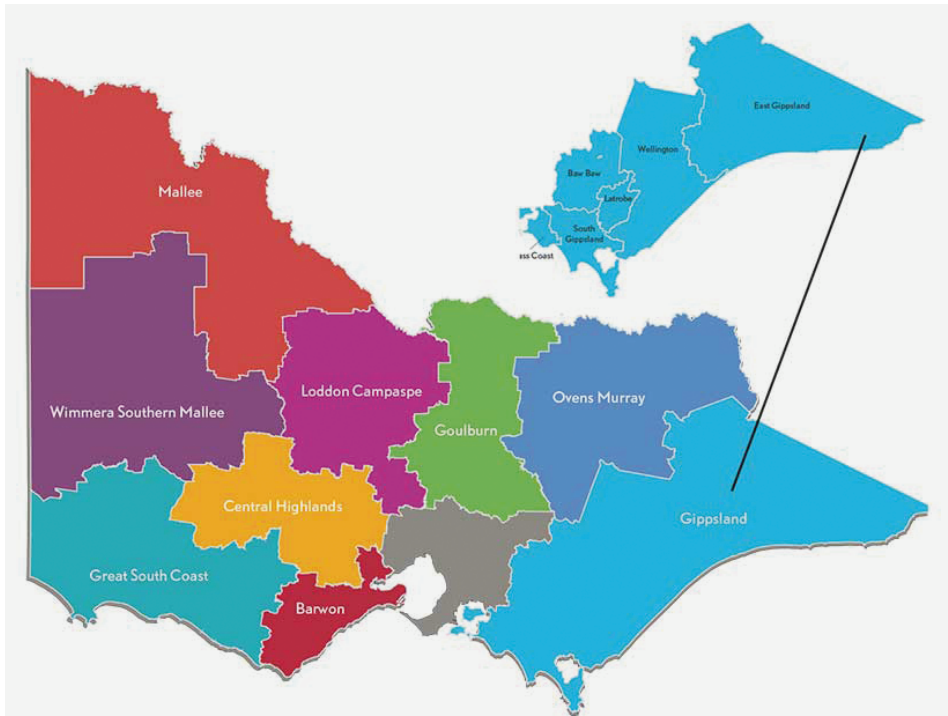 East Gippsland
Wellington
Baw Baw
Latrobe
South
Gippsland
ass Coast
Mallee
Loddon Campaspe
Ovens Murray
Wimmera Southern Mallee
Goulburn
Central Highlands
Gippsland
Great South Coast
Barwon